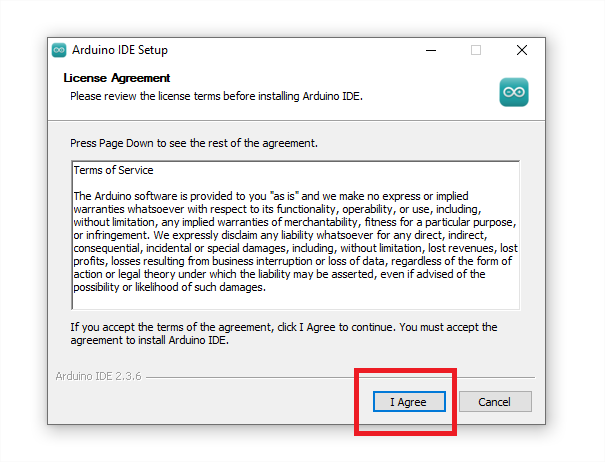 Arduino IDE Setup
License Agreement
Please review the license terms before installing Arduino IDE.
Press Page Down to see the rest of the agreement.
Terms of Service
The Arduino software is provided to you "as is" and we make no express or implied
warranties whatsoever with respect to its functionality, operability, or use, including,
without limitation, any implied warranties of merchantability, fitness for a particular purpose,
or infringement. We expressly disclaim any liability whatsoever for any direct, indirect,
consequential, incidental or special damages, including, without limitation, lost revenues, lost
profits, losses resulting from business interruption or loss of data, regardless of the form of
action or legal theory under which the liability may be asserted, even if advised of the
possibility or likelihood of such damages.
If you accept the terms of the agreement, click I Agree to continue. You must accept the
agreement to install Arduino IDE.
Arduino IDE 2.3.6
I Agree
Cancel